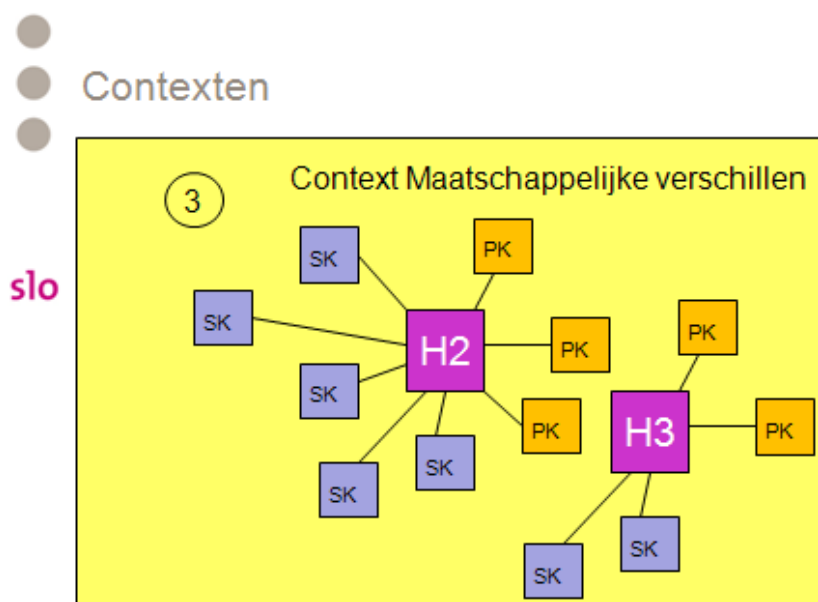 Contexten
3
Context Maatschappelijke verschillen
SK
PK
SK
PK
slo
H2
PK
SK
PK
H3
PK
SK
SK
SK
SK